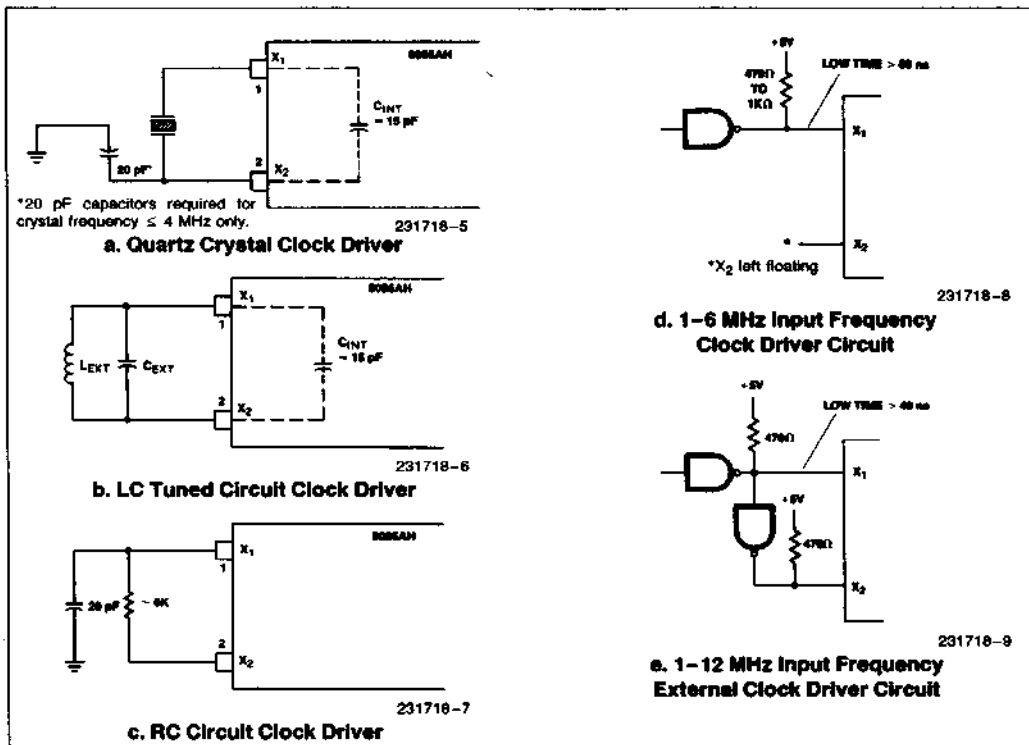 8085AH
X1
1
CINT
≈ 15 pF
2
X2
20 pF*
*20 pF capacitors required for
crystal frequency ≤ 4 MHz only.
231718–5
a. Quartz Crystal Clock Driver
8085AH
X1
1
LEXT
CEXT
CINT
≈ 15 pF
2
X2
231718–6
b. LC Tuned Circuit Clock Driver
8085AH
X1
1
20 pF
2
X2
231718–7
c. RC Circuit Clock Driver
+5V
470Ω
TO
1KΩ
LOW TIME >
ns
X1
*
X2
*X2 left floating
231718–8
d. 1–6 MHz Input Frequency
Clock Driver Circuit
+5V
LOW TIME > 40 ns
470Ω
X1
+5V
470Ω
X2
231718–9
e. 1–12 MHz Input Frequency
External Clock Driver Circuit